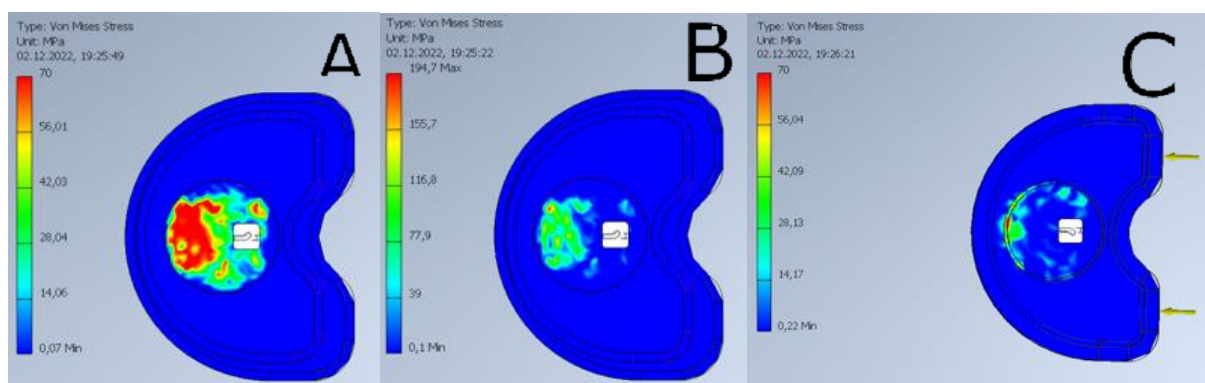 Type: Von Mises Stress
Unit: MPa
02.12.2022, 19:25:49
A
70
56,01
42,03
28,04
14,06
0,07 Min
Type: Von Mises Stress
Unit: MPa
02.12.2022, 19:25:22
B
194,7 Max
155,7
116,8
77,9
39
0,1 Min
Type: Von Mises Stress
Unit: MPa
02.12.2022, 19:26:21
C
70
56,04
42,09
28,13
14,17
0,22 Min